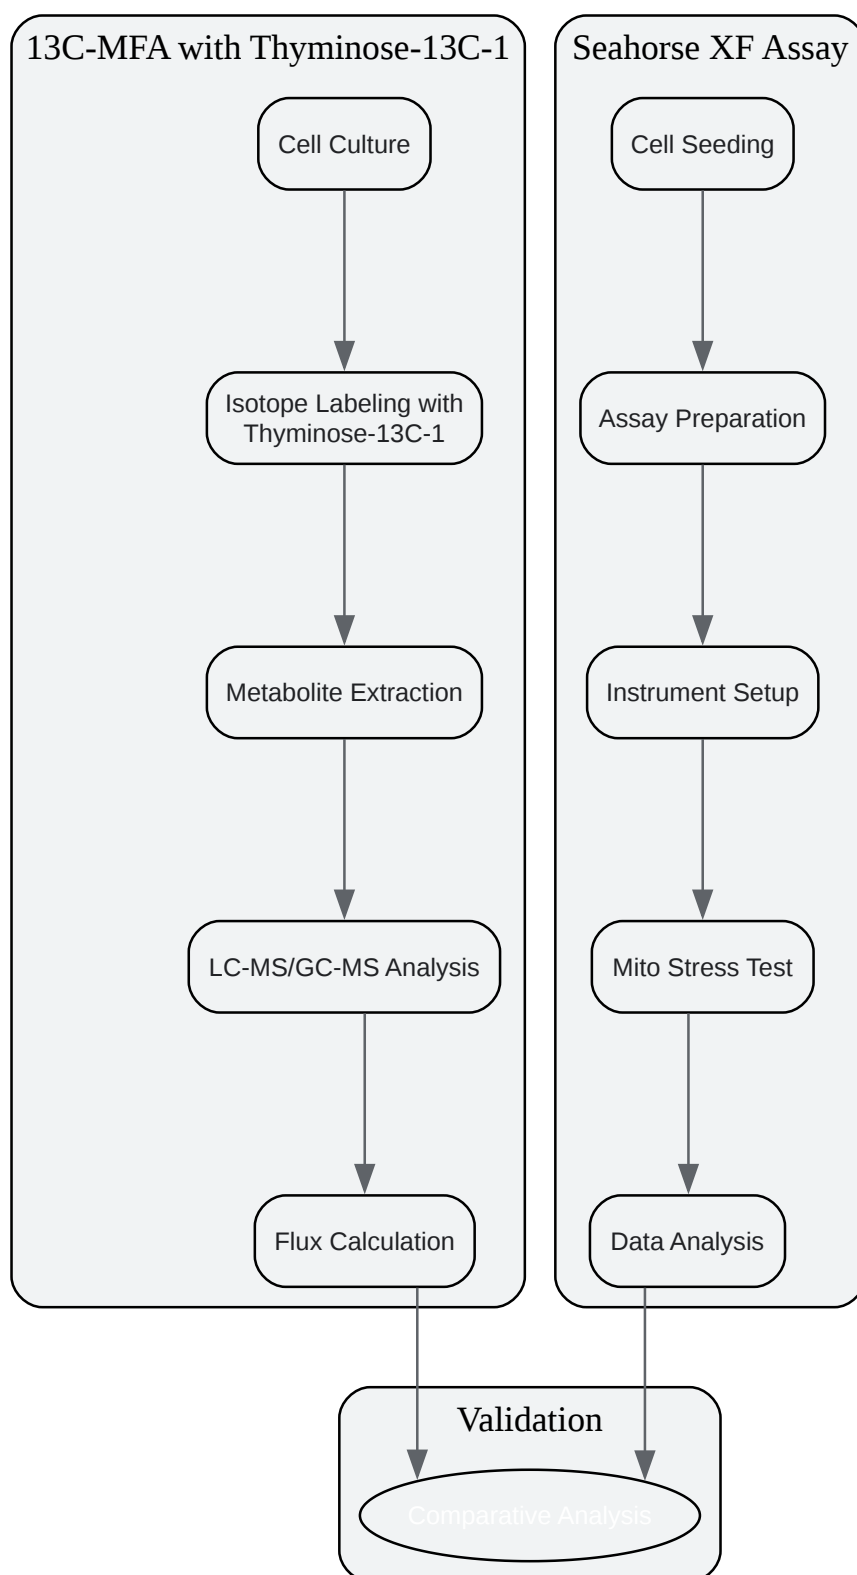 13C-MFA with Thyminose-13C-1
Cell Culture
Isotope Labeling with
Thyminose-13C-1
Metabolite Extraction
LC-MS/GC-MS Analysis
Flux Calculation
Seahorse XF Assay
Cell Seeding
Assay Preparation
Instrument Setup
Mito Stress Test
Data Analysis
Validation
Comparative Analysis